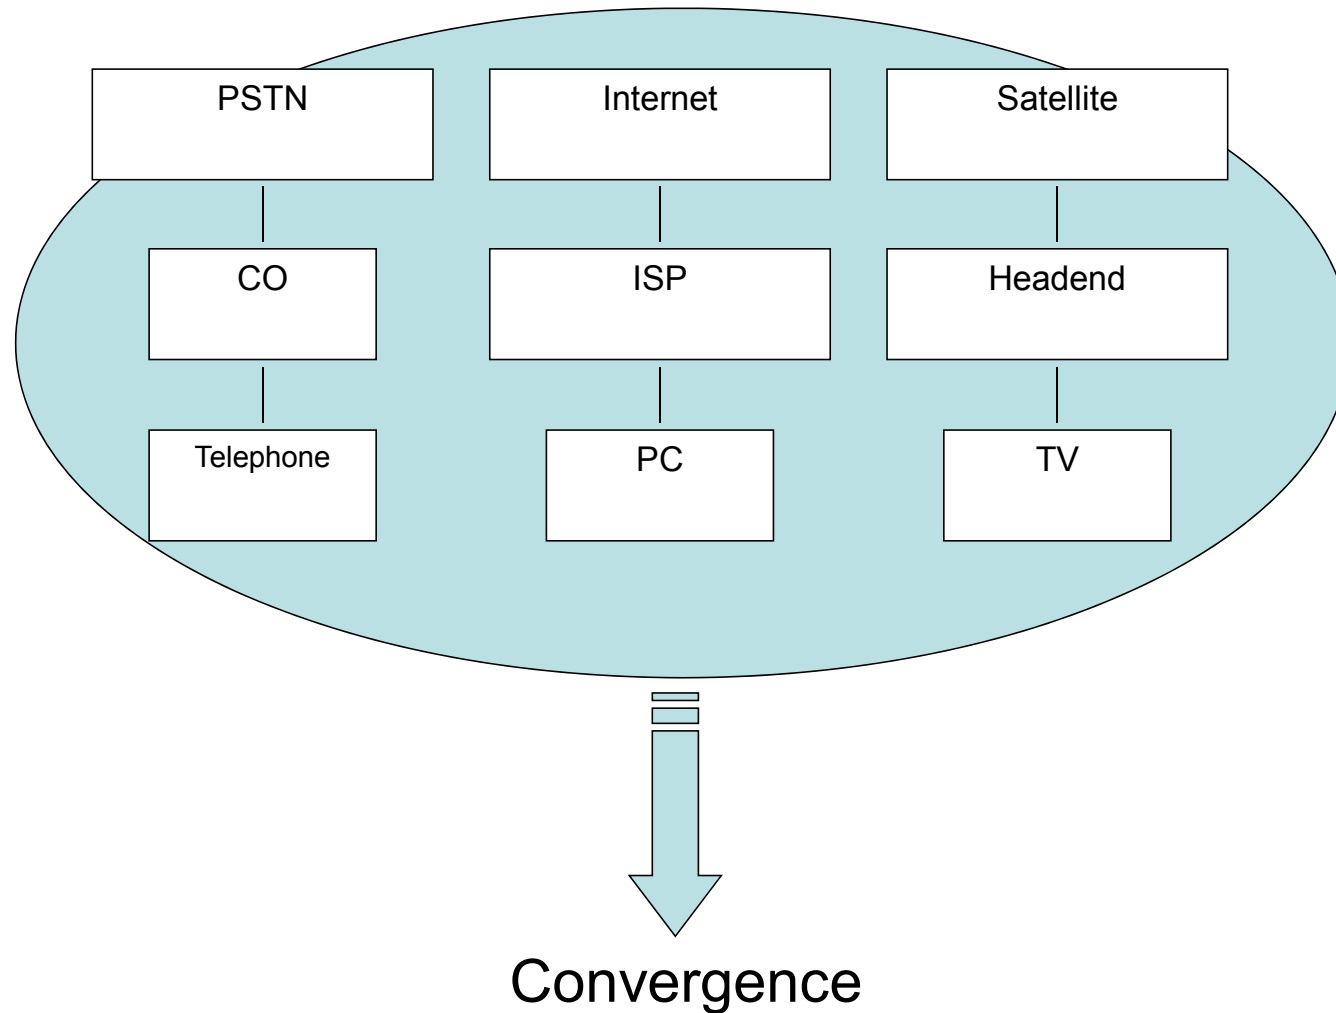 PSTN
Internet
Satellite
CO
ISP
Headend
Telephone
PC
TV
Convergence